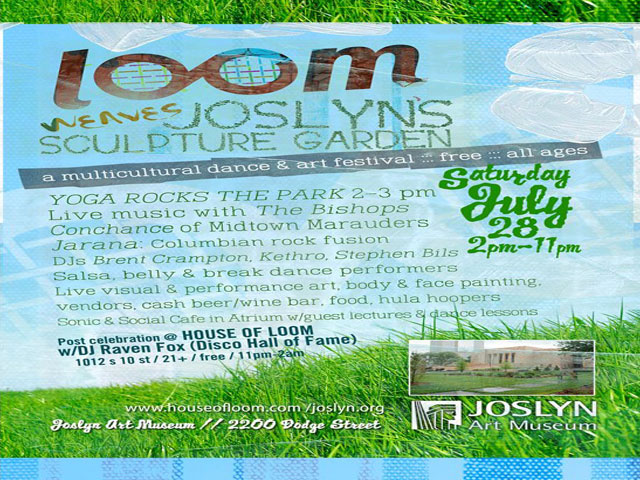 loom
WEAVES JOSLYN'S
SCULPTURE GARDEN
a multicultural dance & art festival ::: free ::: all ages
Saturday
July
28
2pm-11pm
YOGA ROCKS THE PARK 2-3 pm
Live music with The Bishops
Conchance of Midtown Marauders
Jarana: Columbian rock fusion
DJs Brent Crampton, Kethro, Stephen Bils
Salsa, belly & break dance performers
Live visual & performance art, body & face painting,
vendors, cash beer/wine bar, food, hula hoopers
Sonic & Social Cafe in Atrium w/guest lectures & dance lessons
Post celebration @ HOUSE OF LOOM
w/DJ Raven Fox (Disco Hall of Fame)
1012 s 10 st / 21+ / free / 11pm-2am
www.houseofloom.com /joslyn.org
Joslyn Art Museum // 2200 Dodge Street
JOSLYN
Art Museum